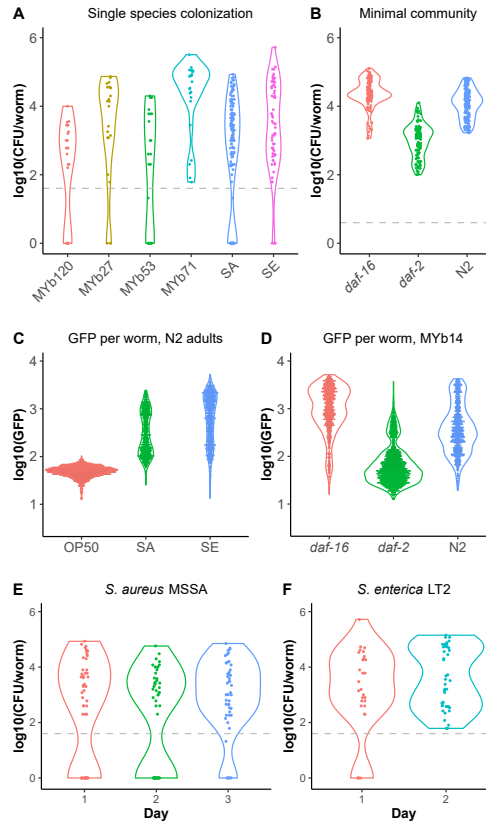 A Single species colonization
log10(CFU/worm)
6
4
2
0
MYb120 MYb27 MYb53 MYb71 SA SE
B Minimal community
log10(CFU/worm)
6
4
2
0
daf-16 daf-2 N2
C GFP per worm, N2 adults
log10(GFP)
4
3
2
1
OP50 SA SE
D GFP per worm, MYb14
log10(GFP)
4
3
2
1
daf-16 daf-2 N2
E S. aureus MSSA
log10(CFU/worm)
6
4
2
0
1 2 3
Day
F S. enterica LT2
log10(CFU/worm)
6
4
2
0
1 2
Day